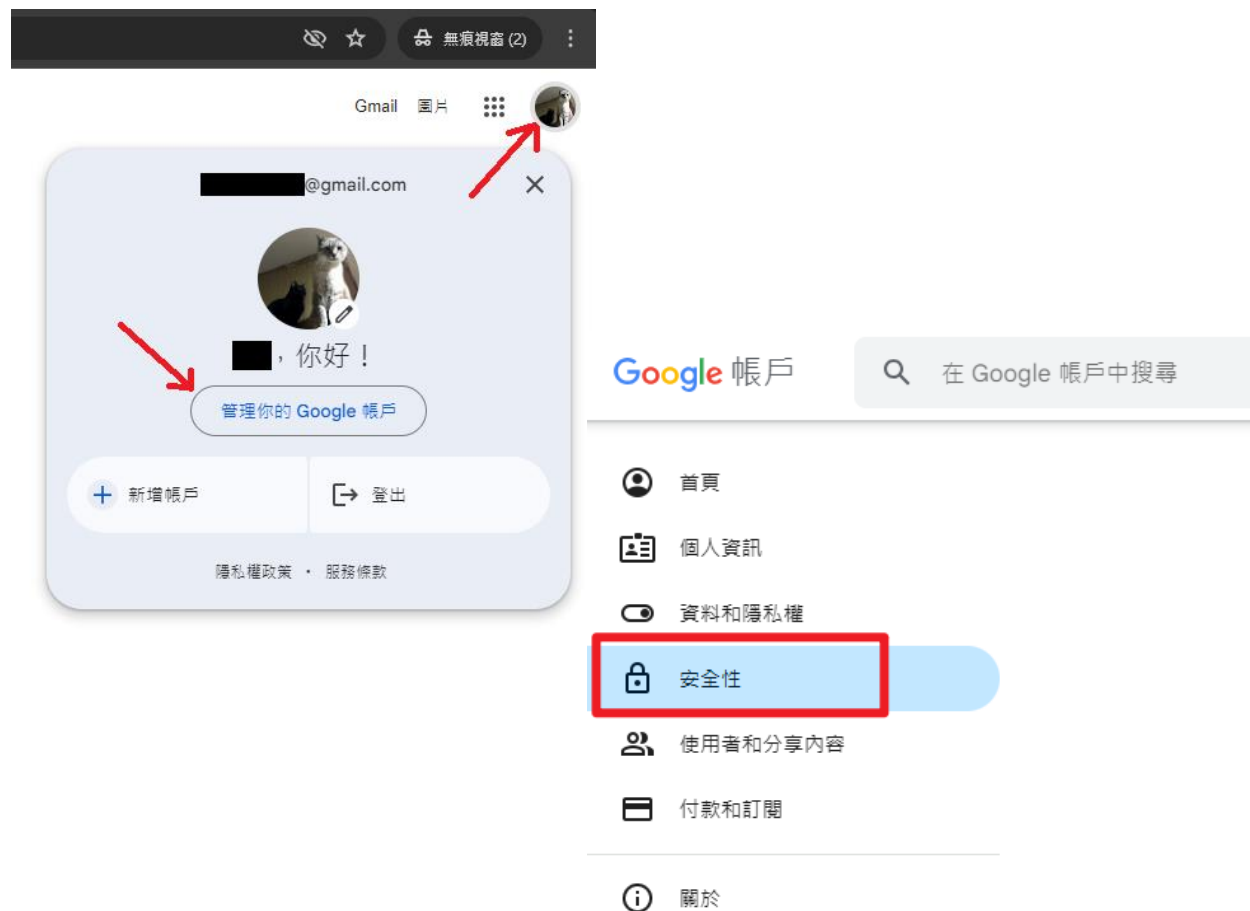 無痕視窗 (2)
Gmail 圖片
@gmail.com
，你好！
管理你的 Google 帳戶
新增帳戶
登出
隱私權政策 • 服務條款
Google 帳戶
在 Google 帳戶中搜尋
首頁
個人資訊
資料和隱私權
安全性
使用者和分享內容
付款和訂閱
關於